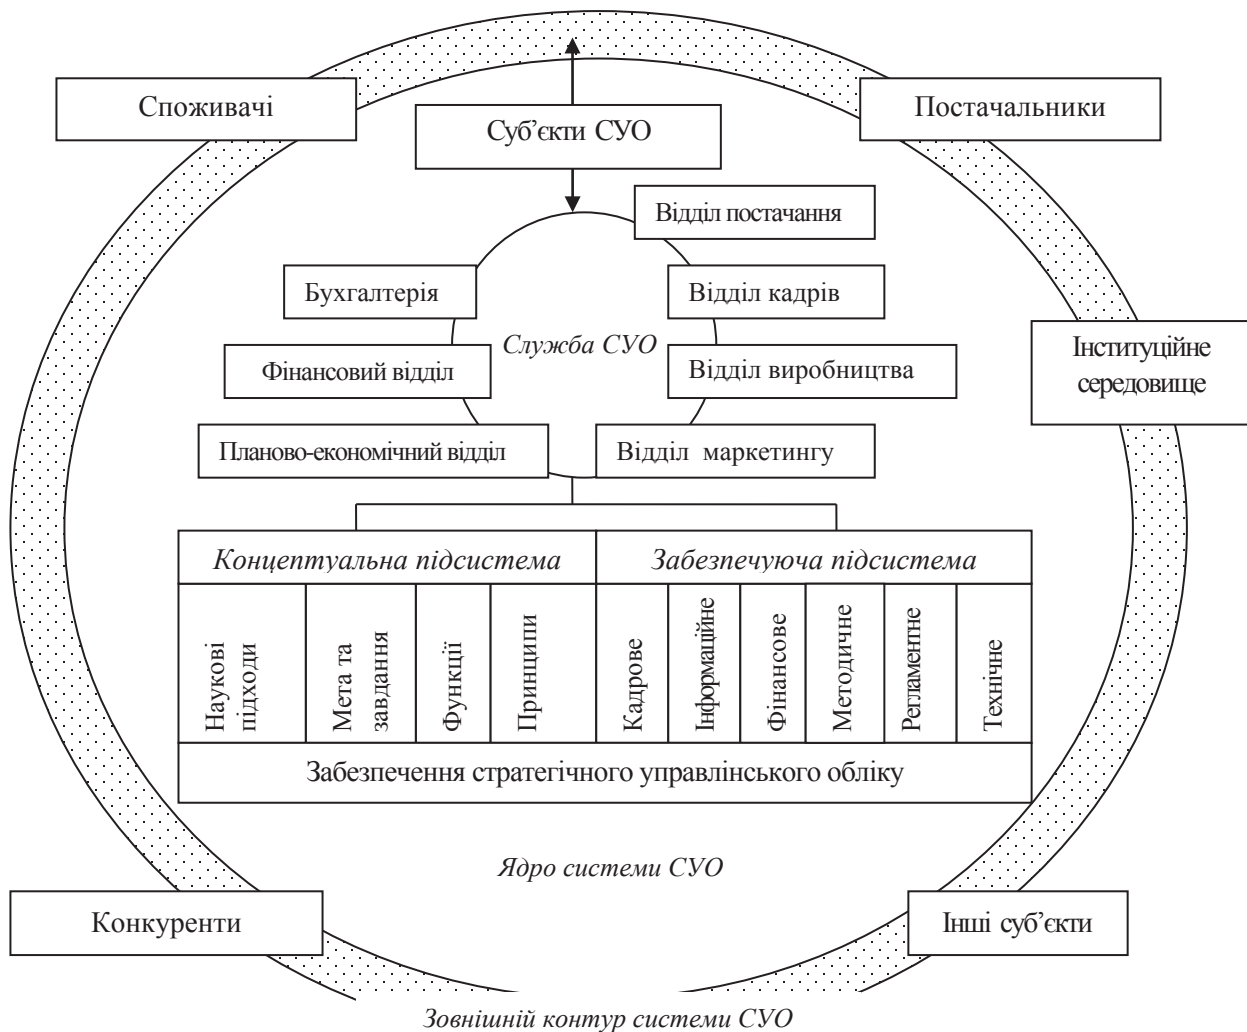 Споживачі
Постачальники
Суб’єкти СУО
Відділ постачання
Бухгалтерія
Відділ кадрів
Служба СУО
Інституційне
середовище
Фінансовий відділ
Відділ виробництва
Планово-економічний відділ
Відділ маркетингу
Концептуальна підсистема
Забезпечуюча підсистема
Наукові
підходи
Мета та
завдання
Функції
Принципи
Кадрове
Інформаційне
Фінансове
Методичне
Регламентне
Технічне
Забезпечення стратегічного управлінського обліку
Ядро системи СУО
Конкуренти
Інші суб’єкти
Зовнішній контур системи СУО